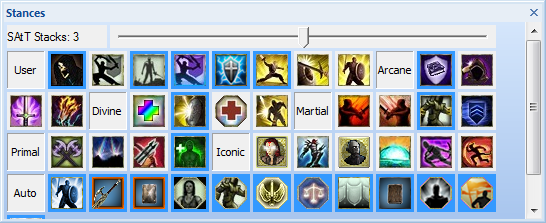 Stances
SAtT Stacks: 3
User Arcane
Divine Martial
Primal Iconic
Auto